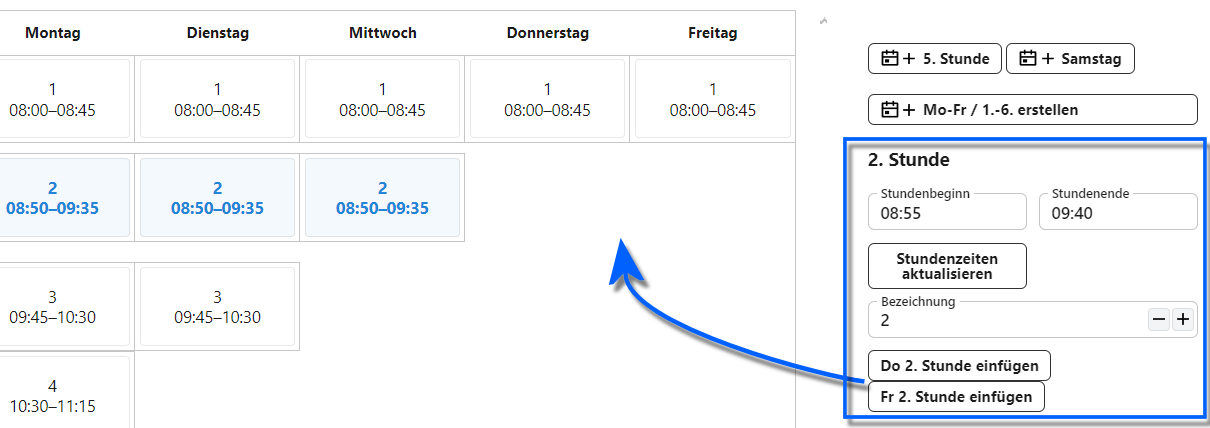 Montag Dienstag Mittwoch Donnerstag Freitag
1 1 1 1 1
08:00–08:45 08:00–08:45 08:00–08:45 08:00–08:45 08:00–08:45
2 2 2
08:50–09:35 08:50–09:35 08:50–09:35
3 3
09:45–10:30 09:45–10:30
4
10:30–11:15
5. Stunde Samstag
Mo-Fr / 1.-6. erstellen
2. Stunde
Stundenbeginn Stundenende
08:55 09:40
Stundenzeiten
aktualisieren
Bezeichnung
2
Do 2. Stunde einfügen
Fr 2. Stunde einfügen